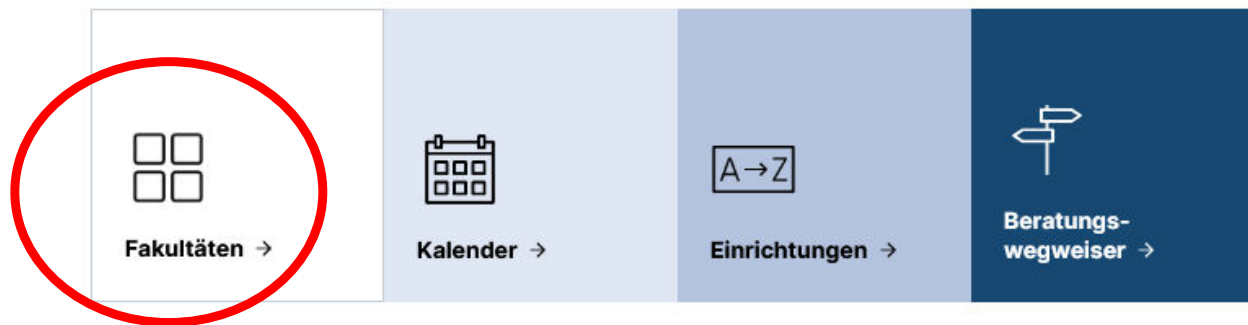 A→Z
Fakultäten →
Kalender →
Einrichtungen →
Beratungs-
wegweiser →